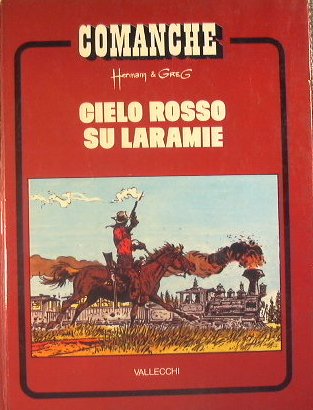 COMANCHE
Hermann & GREG
CIELO ROSSO
SU LARAMIE
VALLECCHI